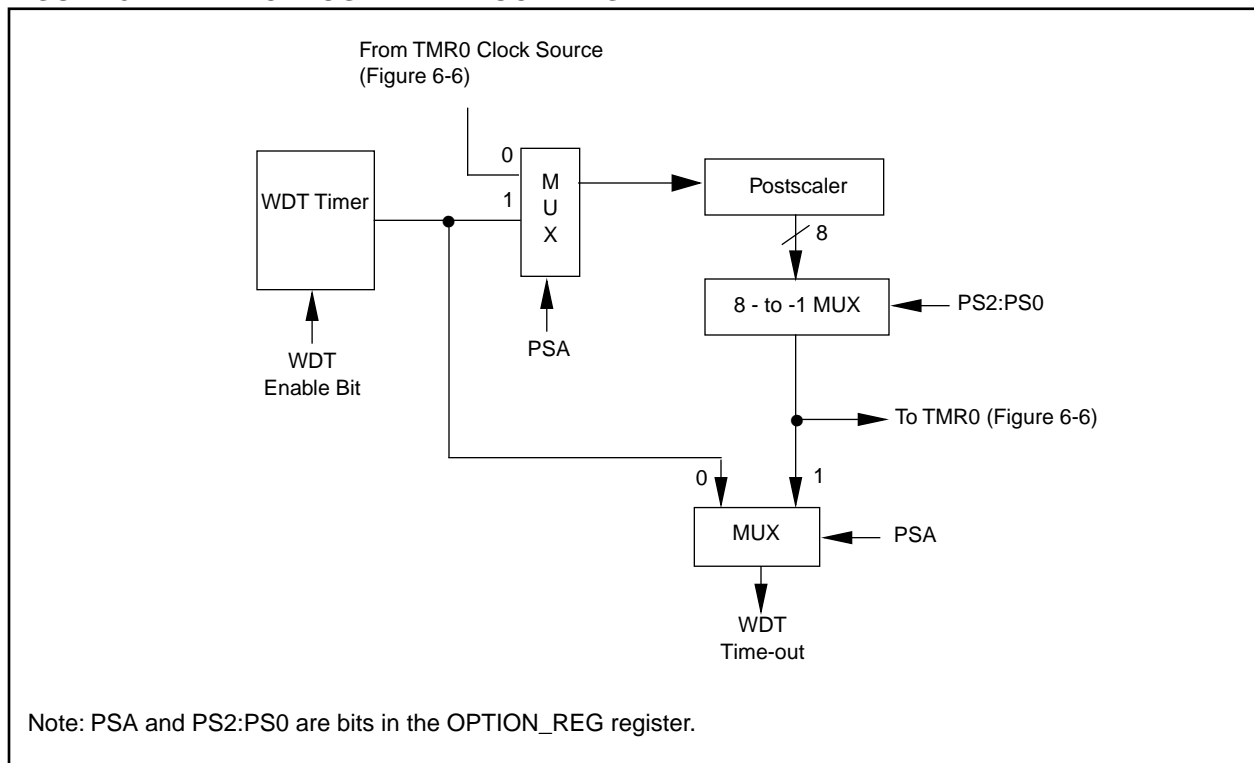 From TMR0 Clock Source
(Figure 6-6)
0
M
U
X
1
WDT Timer
Postscaler
8
8 - to -1 MUX
PS2:PS0
PSA
WDT
Enable Bit
To TMR0 (Figure 6-6)
0
1
MUX
PSA
WDT
Time-out
Note: PSA and PS2:PS0 are bits in the OPTION_REG register.